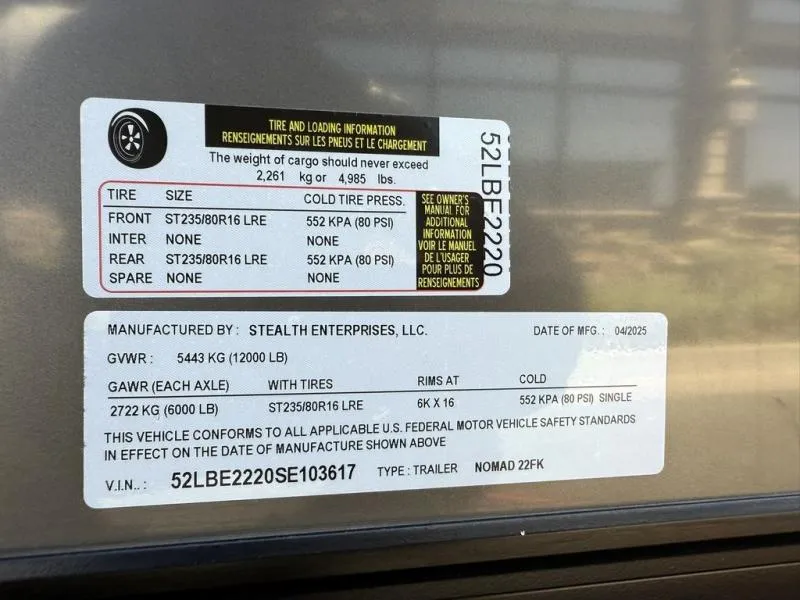 TIRE AND LOADING INFORMATION
RENSEIGNEMENTS SUR LES PNEUS ET LE CHARGEMENT
The weight of cargo should never exceed
2,261 kg or 4,985 lbs.
TIRE SIZE COLD TIRE PRESS.
FRONT ST235/80R16 LRE 552 KPA (80 PSI)
INTER NONE NONE
REAR ST235/80R16 LRE 552 KPA (80 PSI)
SPARE NONE NONE
SEE OWNER'S
MANUAL FOR
ADDITIONAL
INFORMATION
VOIR LE MANUEL
DE L'USAGER
POUR PLUS DE
RENSEIGNEMENTS
52LBE2220
MANUFACTURED BY : STEALTH ENTERPRISES, LLC. DATE OF MFG. : 04/2025
GVWR : 5443 KG (12000 LB)
GAWR (EACH AXLE) WITH TIRES RIMS AT COLD
2722 KG (6000 LB) ST235/80R16 LRE 6K X 16 552 KPA (80 PSI) SINGLE
THIS VEHICLE CONFORMS TO ALL APPLICABLE U.S. FEDERAL MOTOR VEHICLE SAFETY STANDARDS
IN EFFECT ON THE DATE OF MANUFACTURE SHOWN ABOVE
V.I.N.. : 52LBE2220SE103617 TYPE : TRAILER NOMAD 22FK